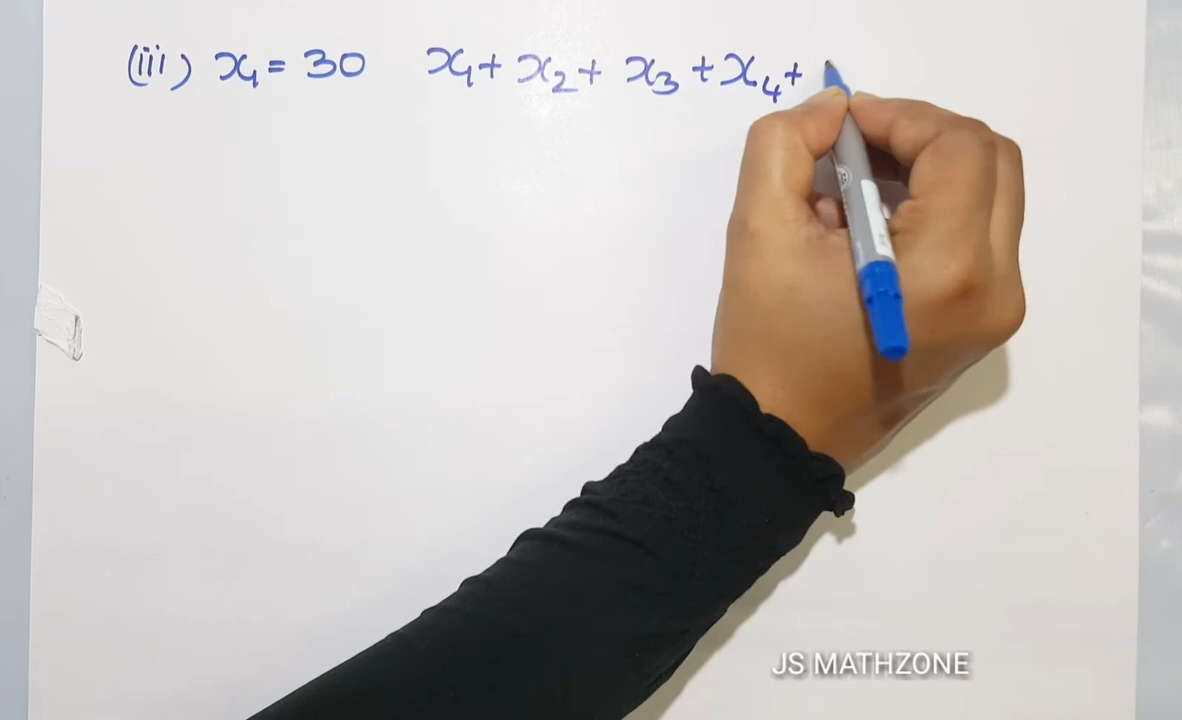 (iii) x₁ = 30 x₁ + x₂ + x₃ + x₄ +
JS MATHZONE